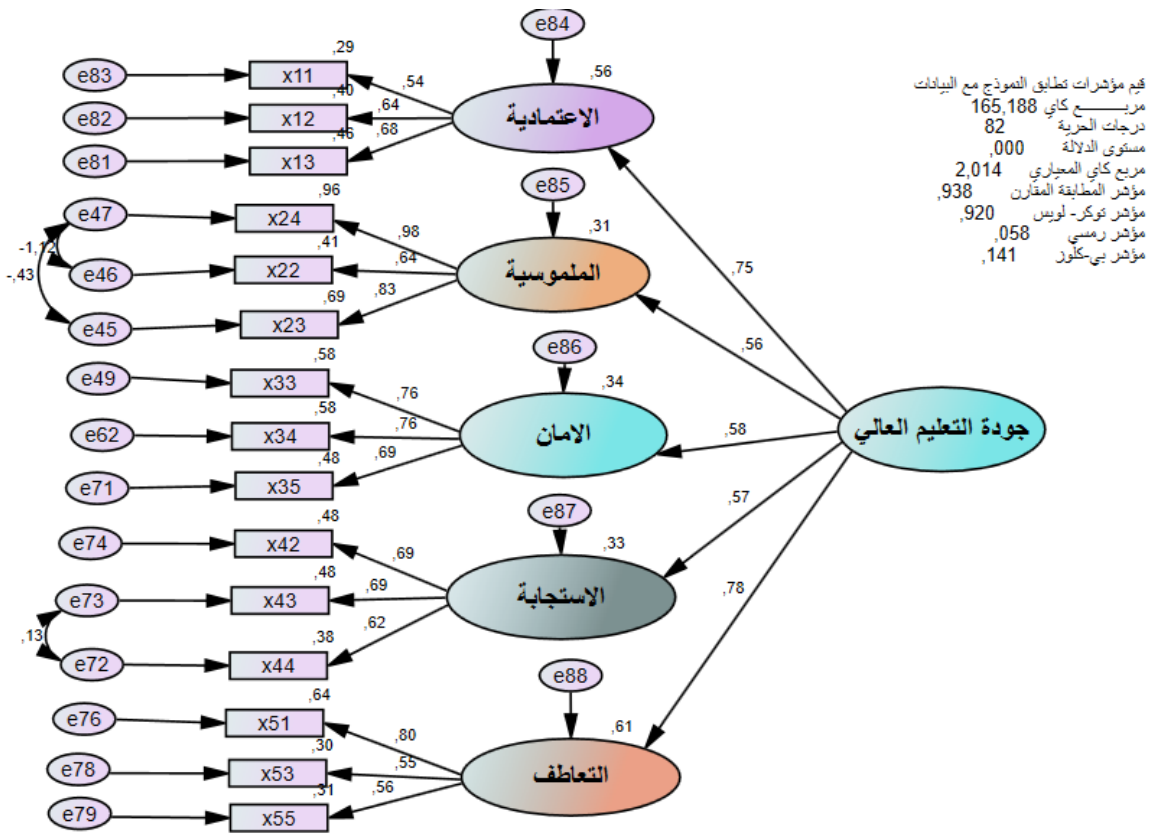 e84
,29
,56
e83
x11
,54
,40
e82
x12
,64
الاعتمادية
,46
,68
e81
x13
,96
e85
e47
x24
,31
,98
,41
-1,12
e46
x22
,64
الملموسية
-,43
,69
,83
e45
x23
,75
,56
,58
e86
e49
x33
,34
,76
,58
e62
x34
,76
الامان
,48
,69
e71
x35
,58
جودة التعليم العالي
,48
e87
e74
x42
,33
,69
,48
e73
x43
,69
الاستجابة
,57
,13
,38
,62
e72
x44
,78
,64
e88
e76
x51
,61
,80
,30
e78
x53
,55
التعاطف
,31
,56
e79
x55
قيم مؤشرات تطابق النموذج مع البيانات
مربـــــــع كاي 165,188
درجات الحرية 82
مستوى الدلالة ,000
مربع كاي المعياري 2,014
مؤشر المطابقة المقارن ,938
مؤشر توكر- لويس ,920
مؤشر رمسي ,058
مؤشر بي-كلوز ,141